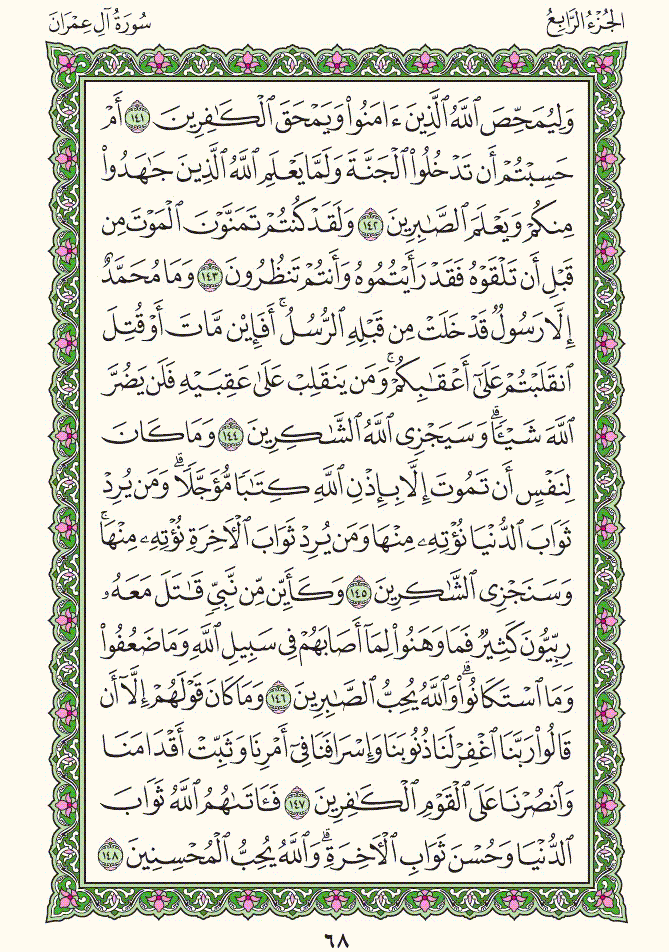 الجُزْءُ الرَّابِعُ
سُورَةُ آلِ عِمْرَانَ
وَلِيُمَحِّصَ ٱللَّهُ ٱلَّذِينَ ءَامَنُوا۟ وَيَمْحَقَ ٱلْكَـٰفِرِينَ ١٤١ أَمْ
حَسِبْتُمْ أَن تَدْخُلُوا۟ ٱلْجَنَّةَ وَلَمَّا يَعْلَمِ ٱللَّهُ ٱلَّذِينَ جَـٰهَدُوا۟
مِنكُمْ وَيَعْلَمَ ٱلصَّـٰبِرِينَ ١٤٢ وَلَقَدْ كُنتُمْ تَمَنَّوْنَ ٱلْمَوْتَ مِن
قَبْلِ أَن تَلْقَوْهُ فَقَدْ رَأَيْتُمُوهُ وَأَنتُمْ تَنظُرُونَ ١٤٣ وَمَا مُحَمَّدٌ
إِلَّا رَسُولٌ قَدْ خَلَتْ مِن قَبْلِهِ ٱلرُّسُلُ ۚ أَفَإِي۟ن مَّاتَ أَوْ قُتِلَ
ٱنقَلَبْتُمْ عَلَىٰٓ أَعْقَـٰبِكُمْ ۚ وَمَن يَنقَلِبْ عَلَىٰ عَقِبَيْهِ فَلَن يَضُرَّ
ٱللَّهَ شَيْـًٔا ۗ وَسَيَجْزِى ٱللَّهُ ٱلشَّـٰكِرِينَ ١٤٤ وَمَا كَانَ
لِنَفْسٍ أَن تَمُوتَ إِلَّا بِإِذْنِ ٱللَّهِ كِتَـٰبًا مُّؤَجَّلًا ۗ وَمَن يُرِدْ
ثَوَابَ ٱلدُّنْيَا نُؤْتِهِۦ مِنْهَا وَمَن يُرِدْ ثَوَابَ ٱلْـَٔاخِرَةِ نُؤْتِهِۦ مِنْهَا ۚ
وَسَنَجْزِى ٱلشَّـٰكِرِينَ ١٤٥ وَكَأَيِّن مِّن نَّبِىٍّ قَـٰتَلَ مَعَهُۥ
رِبِّيُّونَ كَثِيرٌ فَمَا وَهَنُوا۟ لِمَآ أَصَابَهُمْ فِى سَبِيلِ ٱللَّهِ وَمَا ضَعُفُوا۟
وَمَا ٱسْتَكَانُوا۟ ۗ وَٱللَّهُ يُحِبُّ ٱلصَّـٰبِرِينَ ١٤٦ وَمَا كَانَ قَوْلَهُمْ إِلَّآ أَن
قَالُوا۟ رَبَّنَا ٱغْفِرْ لَنَا ذُنُوبَنَا وَإِسْرَافَنَا فِىٓ أَمْرِنَا وَثَبِّتْ أَقْدَامَنَا
وَٱنصُرْنَا عَلَى ٱلْقَوْمِ ٱلْكَـٰفِرِينَ ١٤٧ فَـَٔاتَىٰهُمُ ٱللَّهُ ثَوَابَ
ٱلدُّنْيَا وَحُسْنَ ثَوَابِ ٱلْـَٔاخِرَةِ ۗ وَٱللَّهُ يُحِبُّ ٱلْمُحْسِنِينَ ١٤٨
٦٨